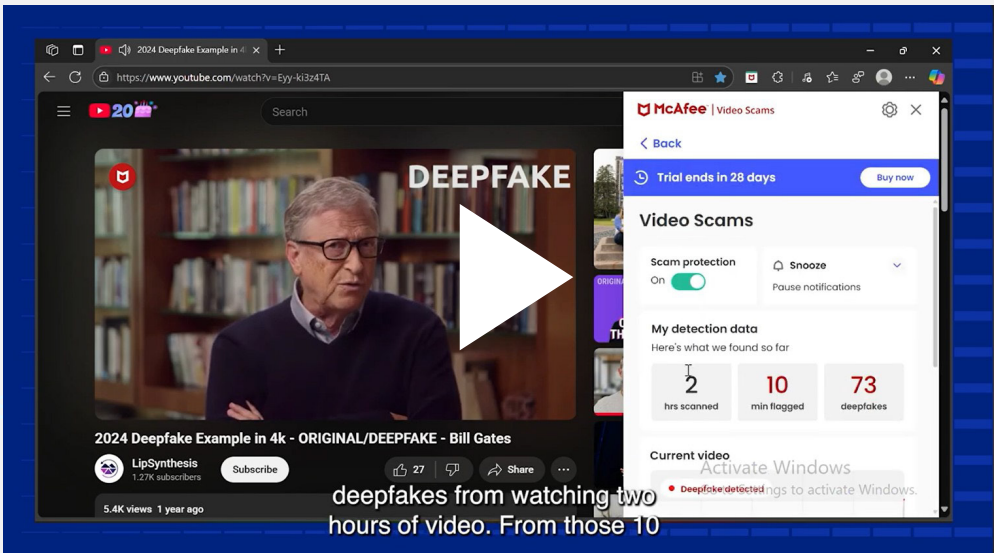 2024 Deepfake Example in 4
https://www.youtube.com/watch?v=Eyy-ki3z4TA
20
Search
DEEPFAKE
2024 Deepfake Example in 4k - ORIGINAL/DEEPFAKE - Bill Gates
LipSynthesis
1.27K subscribers
Subscribe
27
Share
5.4K views 1 year ago
ORIGINA
TH
McAfee | Video Scams
Back
Trial ends in 28 days
Buy now
Video Scams
Scam protection
On
Snooze
Pause notifications
My detection data
Here's what we found so far
2
hrs scanned
10
min flagged
73
deepfakes
Current video
Deepfake detected
Activate Windows
Go to Settings to activate Windows.
deepfakes from watching two
hours of video. From those 10